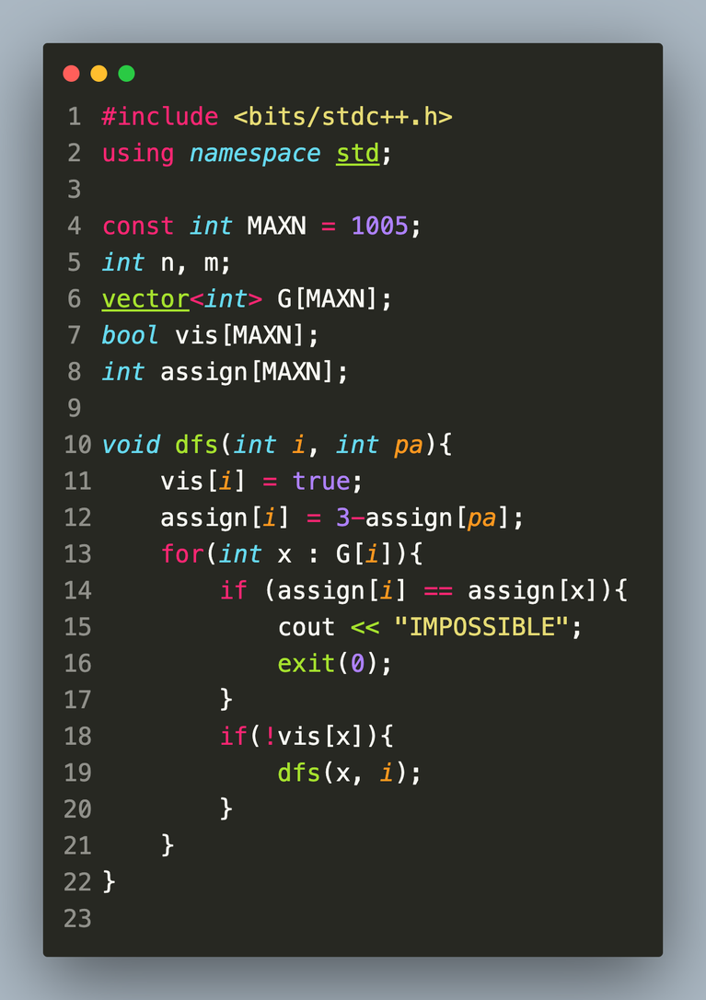 1 #include <bits/stdc++.h>
2 using namespace std;
3
4 const int MAXN = 1005;
5 int n, m;
6 vector<int> G[MAXN];
7 bool vis[MAXN];
8 int assign[MAXN];
9
10 void dfs(int i, int pa){
11     vis[i] = true;
12     assign[i] = 3-assign[pa];
13     for(int x : G[i]){
14         if (assign[i] == assign[x]){
15             cout << "IMPOSSIBLE";
16             exit(0);
17         }
18         if(!vis[x]){
19             dfs(x, i);
20         }
21     }
22 }
23